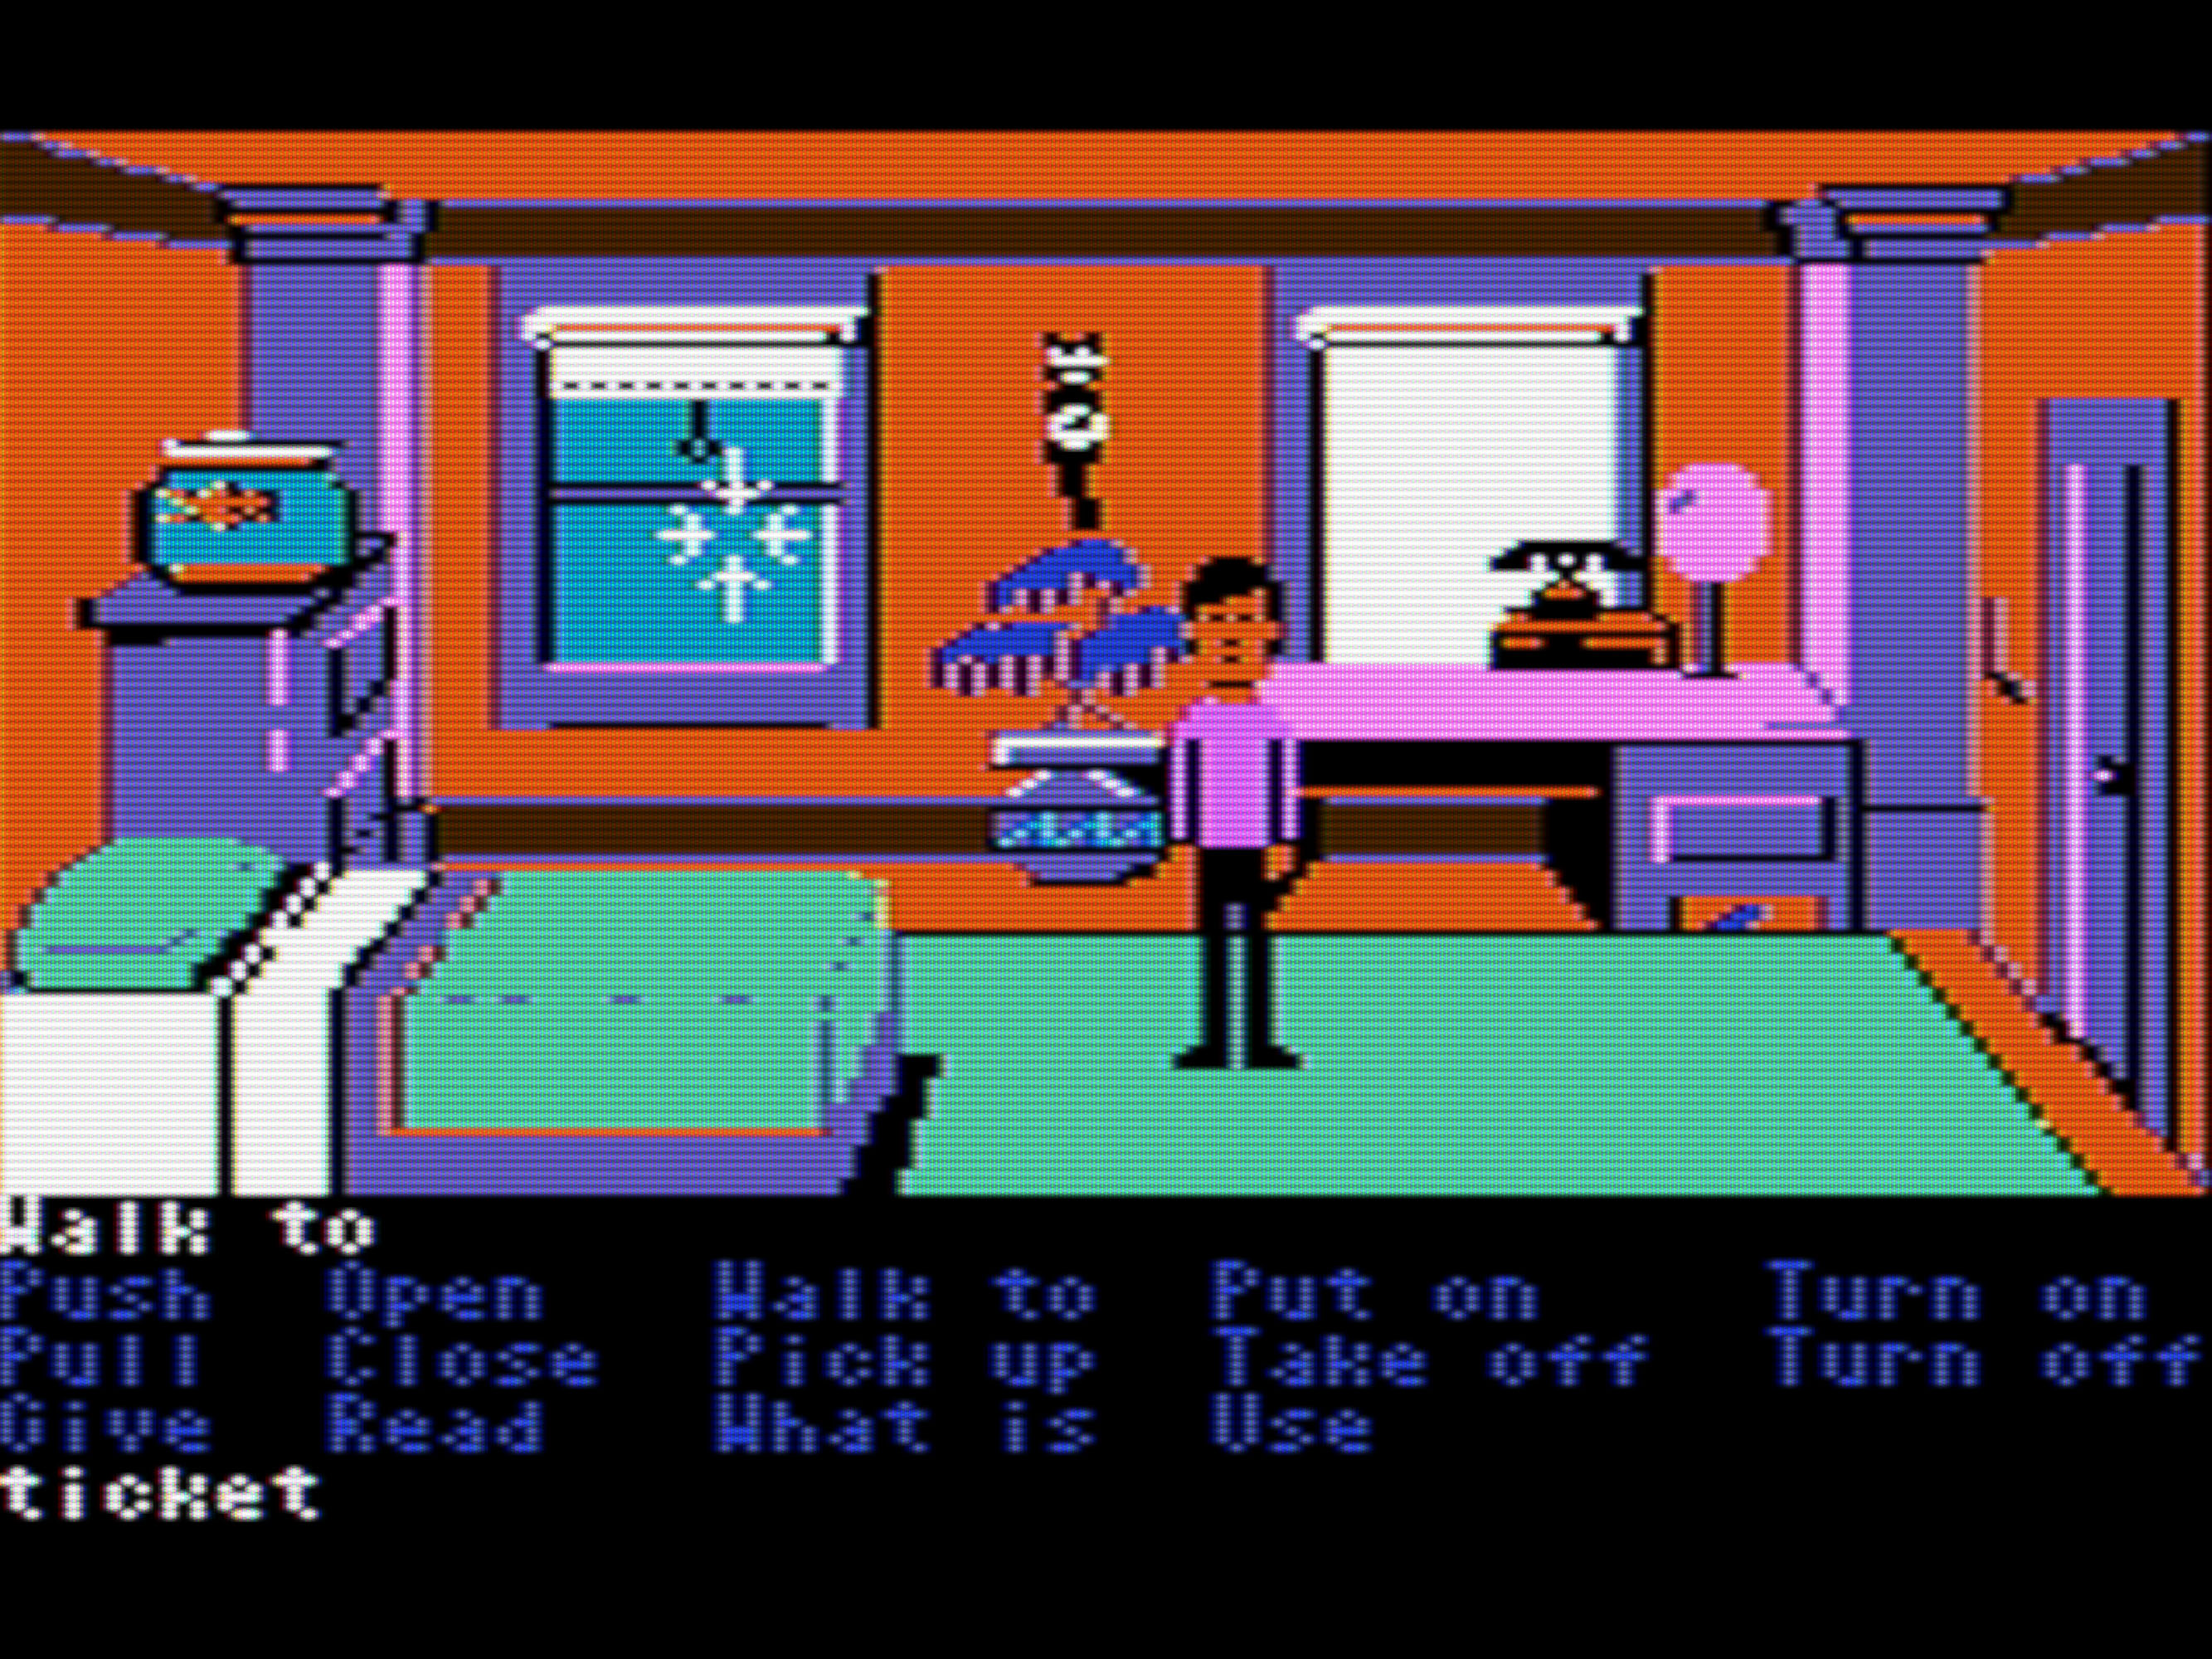 Walk to
Push Open Walk to Put on Turn on
Pull Close Pick up Take off Turn off
Give Read What is Use
ticket